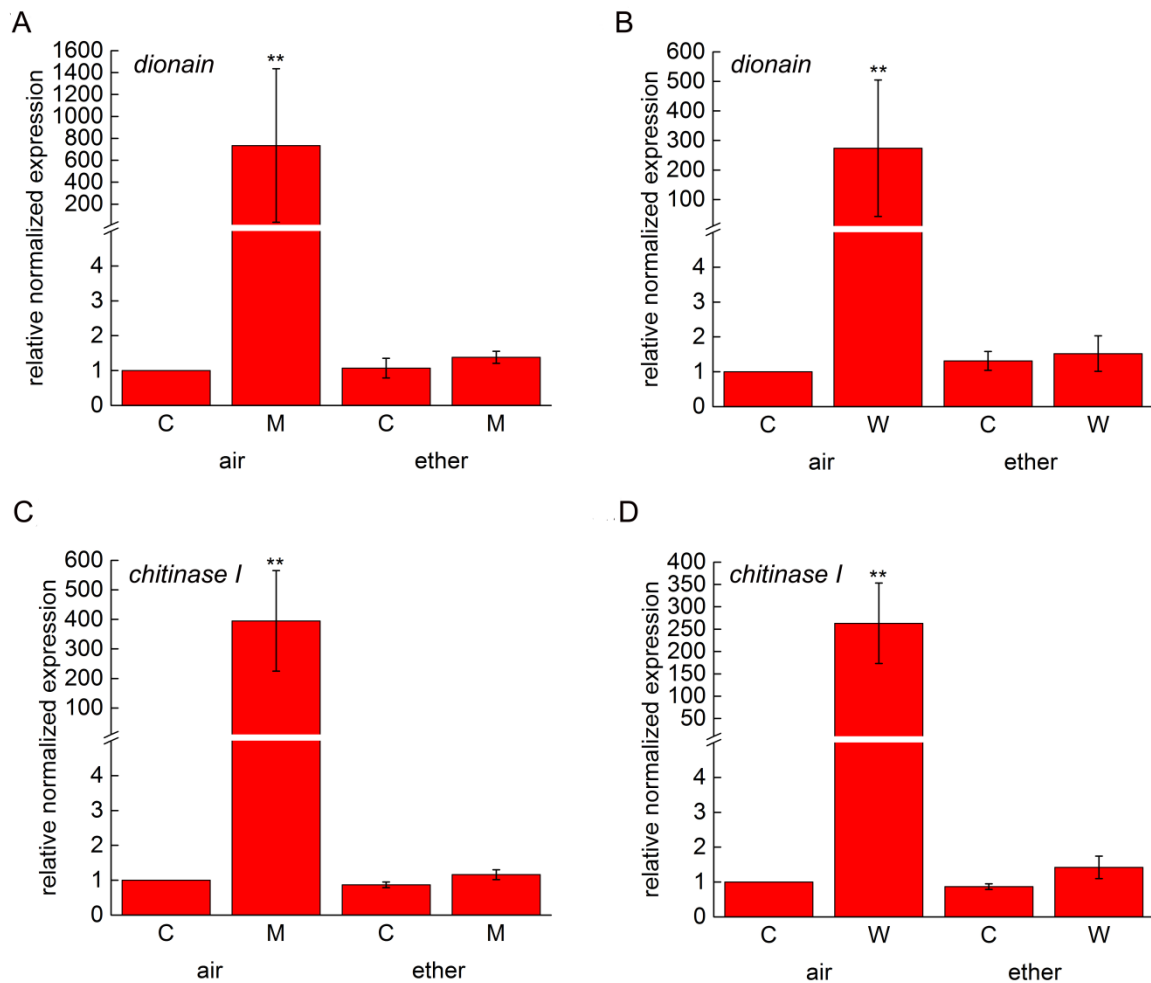 A
dionain
**
relative normalized expression
1600
1400
1200
1000
800
600
400
200
4
3
2
1
0
C M C M
air ether
B
dionain
**
relative normalized expression
600
500
400
300
200
100
4
3
2
1
0
C W C W
air ether
C
chitinase I
**
relative normalized expression
600
500
400
300
200
100
4
3
2
1
0
C M C M
air ether
D
chitinase I
**
relative normalized expression
400
350
300
250
200
150
100
50
4
3
2
1
0
C W C W
air ether